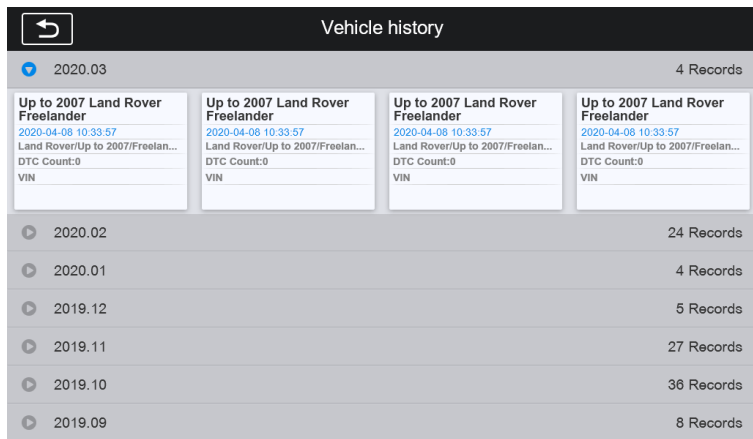 Vehicle history
2020.03 4 Records
Up to 2007 Land Rover Freelander
2020-04-08 10:33:57
Land Rover/Up to 2007/Freelan...
DTC Count:0
VIN
Up to 2007 Land Rover Freelander
2020-04-08 10:33:57
Land Rover/Up to 2007/Freelan...
DTC Count:0
VIN
Up to 2007 Land Rover Freelander
2020-04-08 10:33:57
Land Rover/Up to 2007/Freelan...
DTC Count:0
VIN
Up to 2007 Land Rover Freelander
2020-04-08 10:33:57
Land Rover/Up to 2007/Freelan...
DTC Count:0
VIN
2020.02 24 Records
2020.01 4 Records
2019.12 5 Records
2019.11 27 Records
2019.10 36 Records
2019.09 8 Records